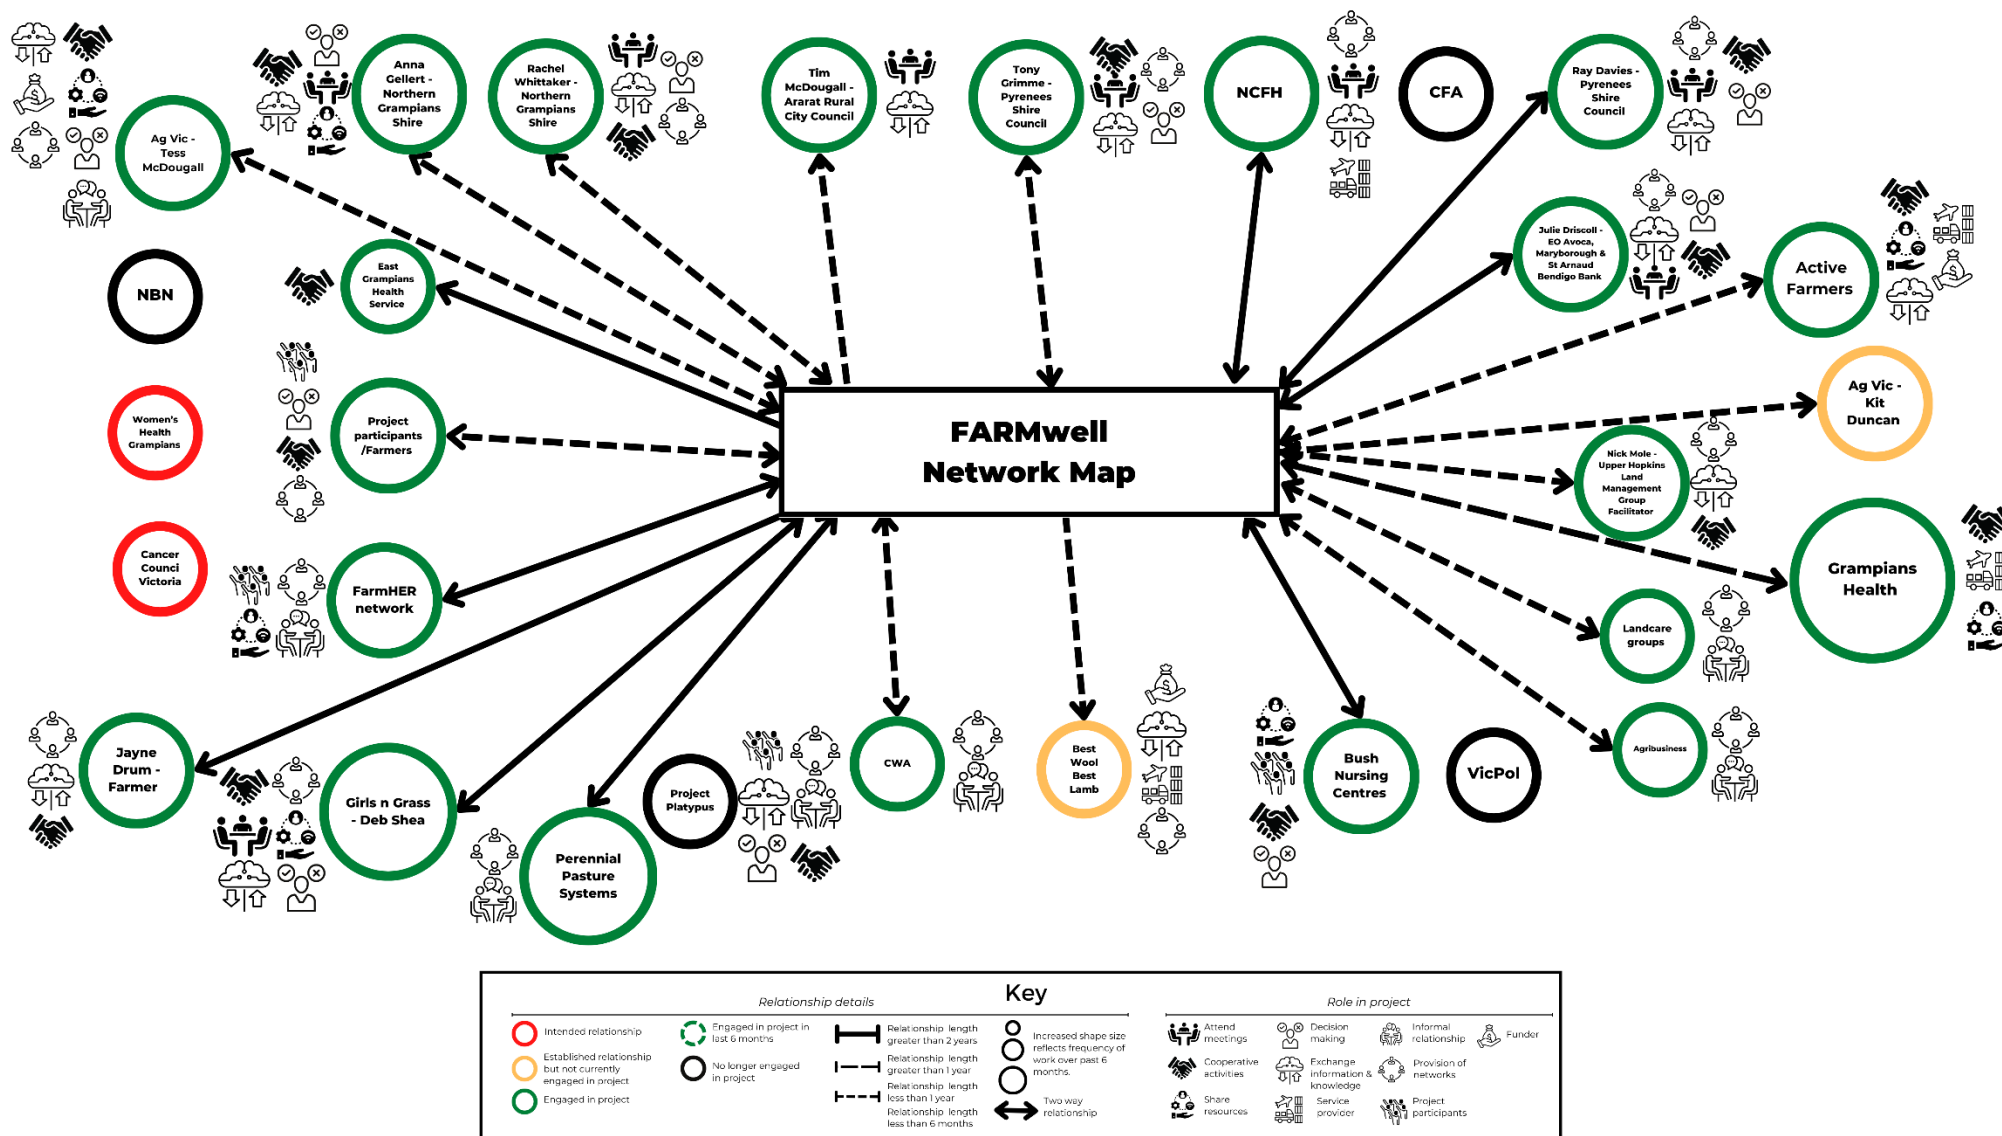 Anna
Gellert -
Northern
Grampians
Shire
Rachel
Whittaker -
Northern
Grampians
Shire
Tim
McDougall -
Ararat Rural
City Council
Tony
Grimme -
Pyrenees
Shire
Council
NCFH
CFA
Ray Davies -
Pyrenees
Shire
Council
Ag Vic -
Tess
McDougall
Julie Driscoll -
EO Avoca,
Maryborough &
St Arnaud
Bendigo Bank
Active
Farmers
NBN
East
Grampians
Health
Service
Ag Vic -
Kit
Duncan
Women's
Health
Grampians
Project
participants
/Farmers
FARMwell
Network Map
Nick Mole -
Upper Hopkins
Land
Management
Group
Facilitator
Cancer
Counci
Victoria
FarmHER
network
Grampians
Health
Landcare
groups
Jayne
Drum -
Farmer
Girls n Grass
- Deb Shea
Perennial
Pasture
Systems
Project
Platypus
CWA
Best
Wool
Best
Lamb
Bush
Nursing
Centres
VicPol
Agribusiness
Key
Relationship details
Intended relationship
Established relationship
but not currently
engaged in project
Engaged in project
Engaged in project in
last 6 months
No longer engaged
in project
Relationship length
greater than 2 years
Relationship length
greater than 1 year
Relationship length
less than 1 year
Relationship length
less than 6 months
Increased shape size
reflects frequency of
work over past 6
months.
Two way
relationship
Role in project
Attend
meetings
Cooperative
activities
Share
resources
Decision
making
Exchange
information &
knowledge
Service
provider
Informal
relationship
Provision of
networks
Project
participants
Funder